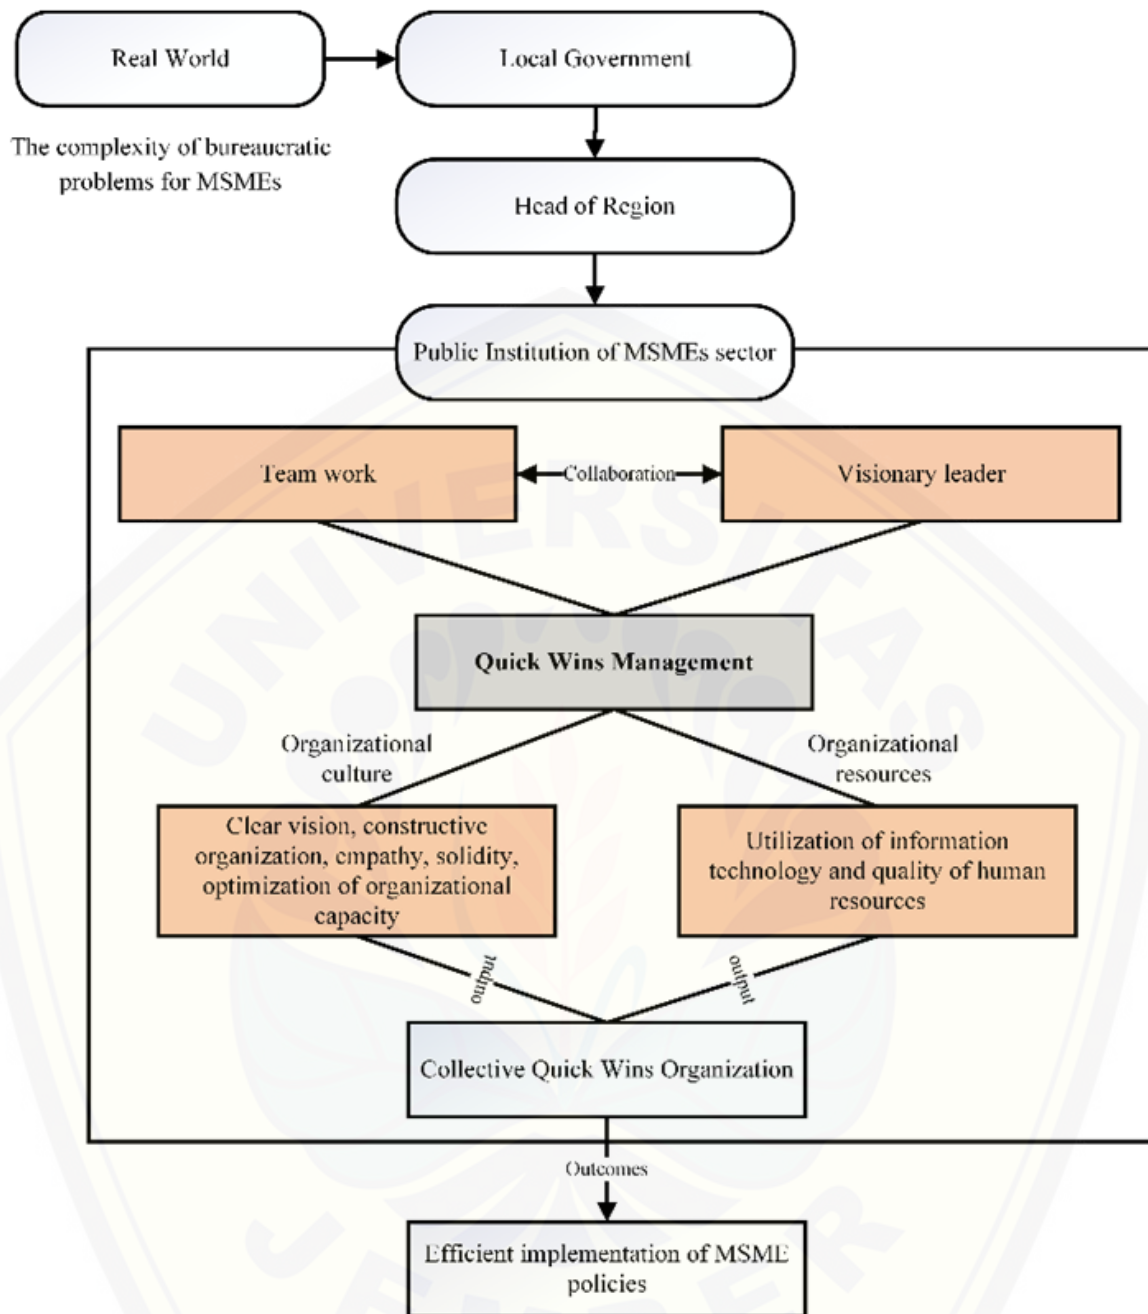 Real World
Local Government
The complexity of bureaucratic
problems for MSMEs
Head of Region
Public Institution of MSMEs sector
Team work
Collaboration
Visionary leader
Quick Wins Management
Organizational
culture
Organizational
resources
Clear vision, constructive
organization, empathy, solidity,
optimization of organizational
capacity
Utilization of information
technology and quality of human
resources
output
output
Collective Quick Wins Organization
Outcomes
Efficient implementation of MSME
policies
UNIVERSITAS
JEMBER